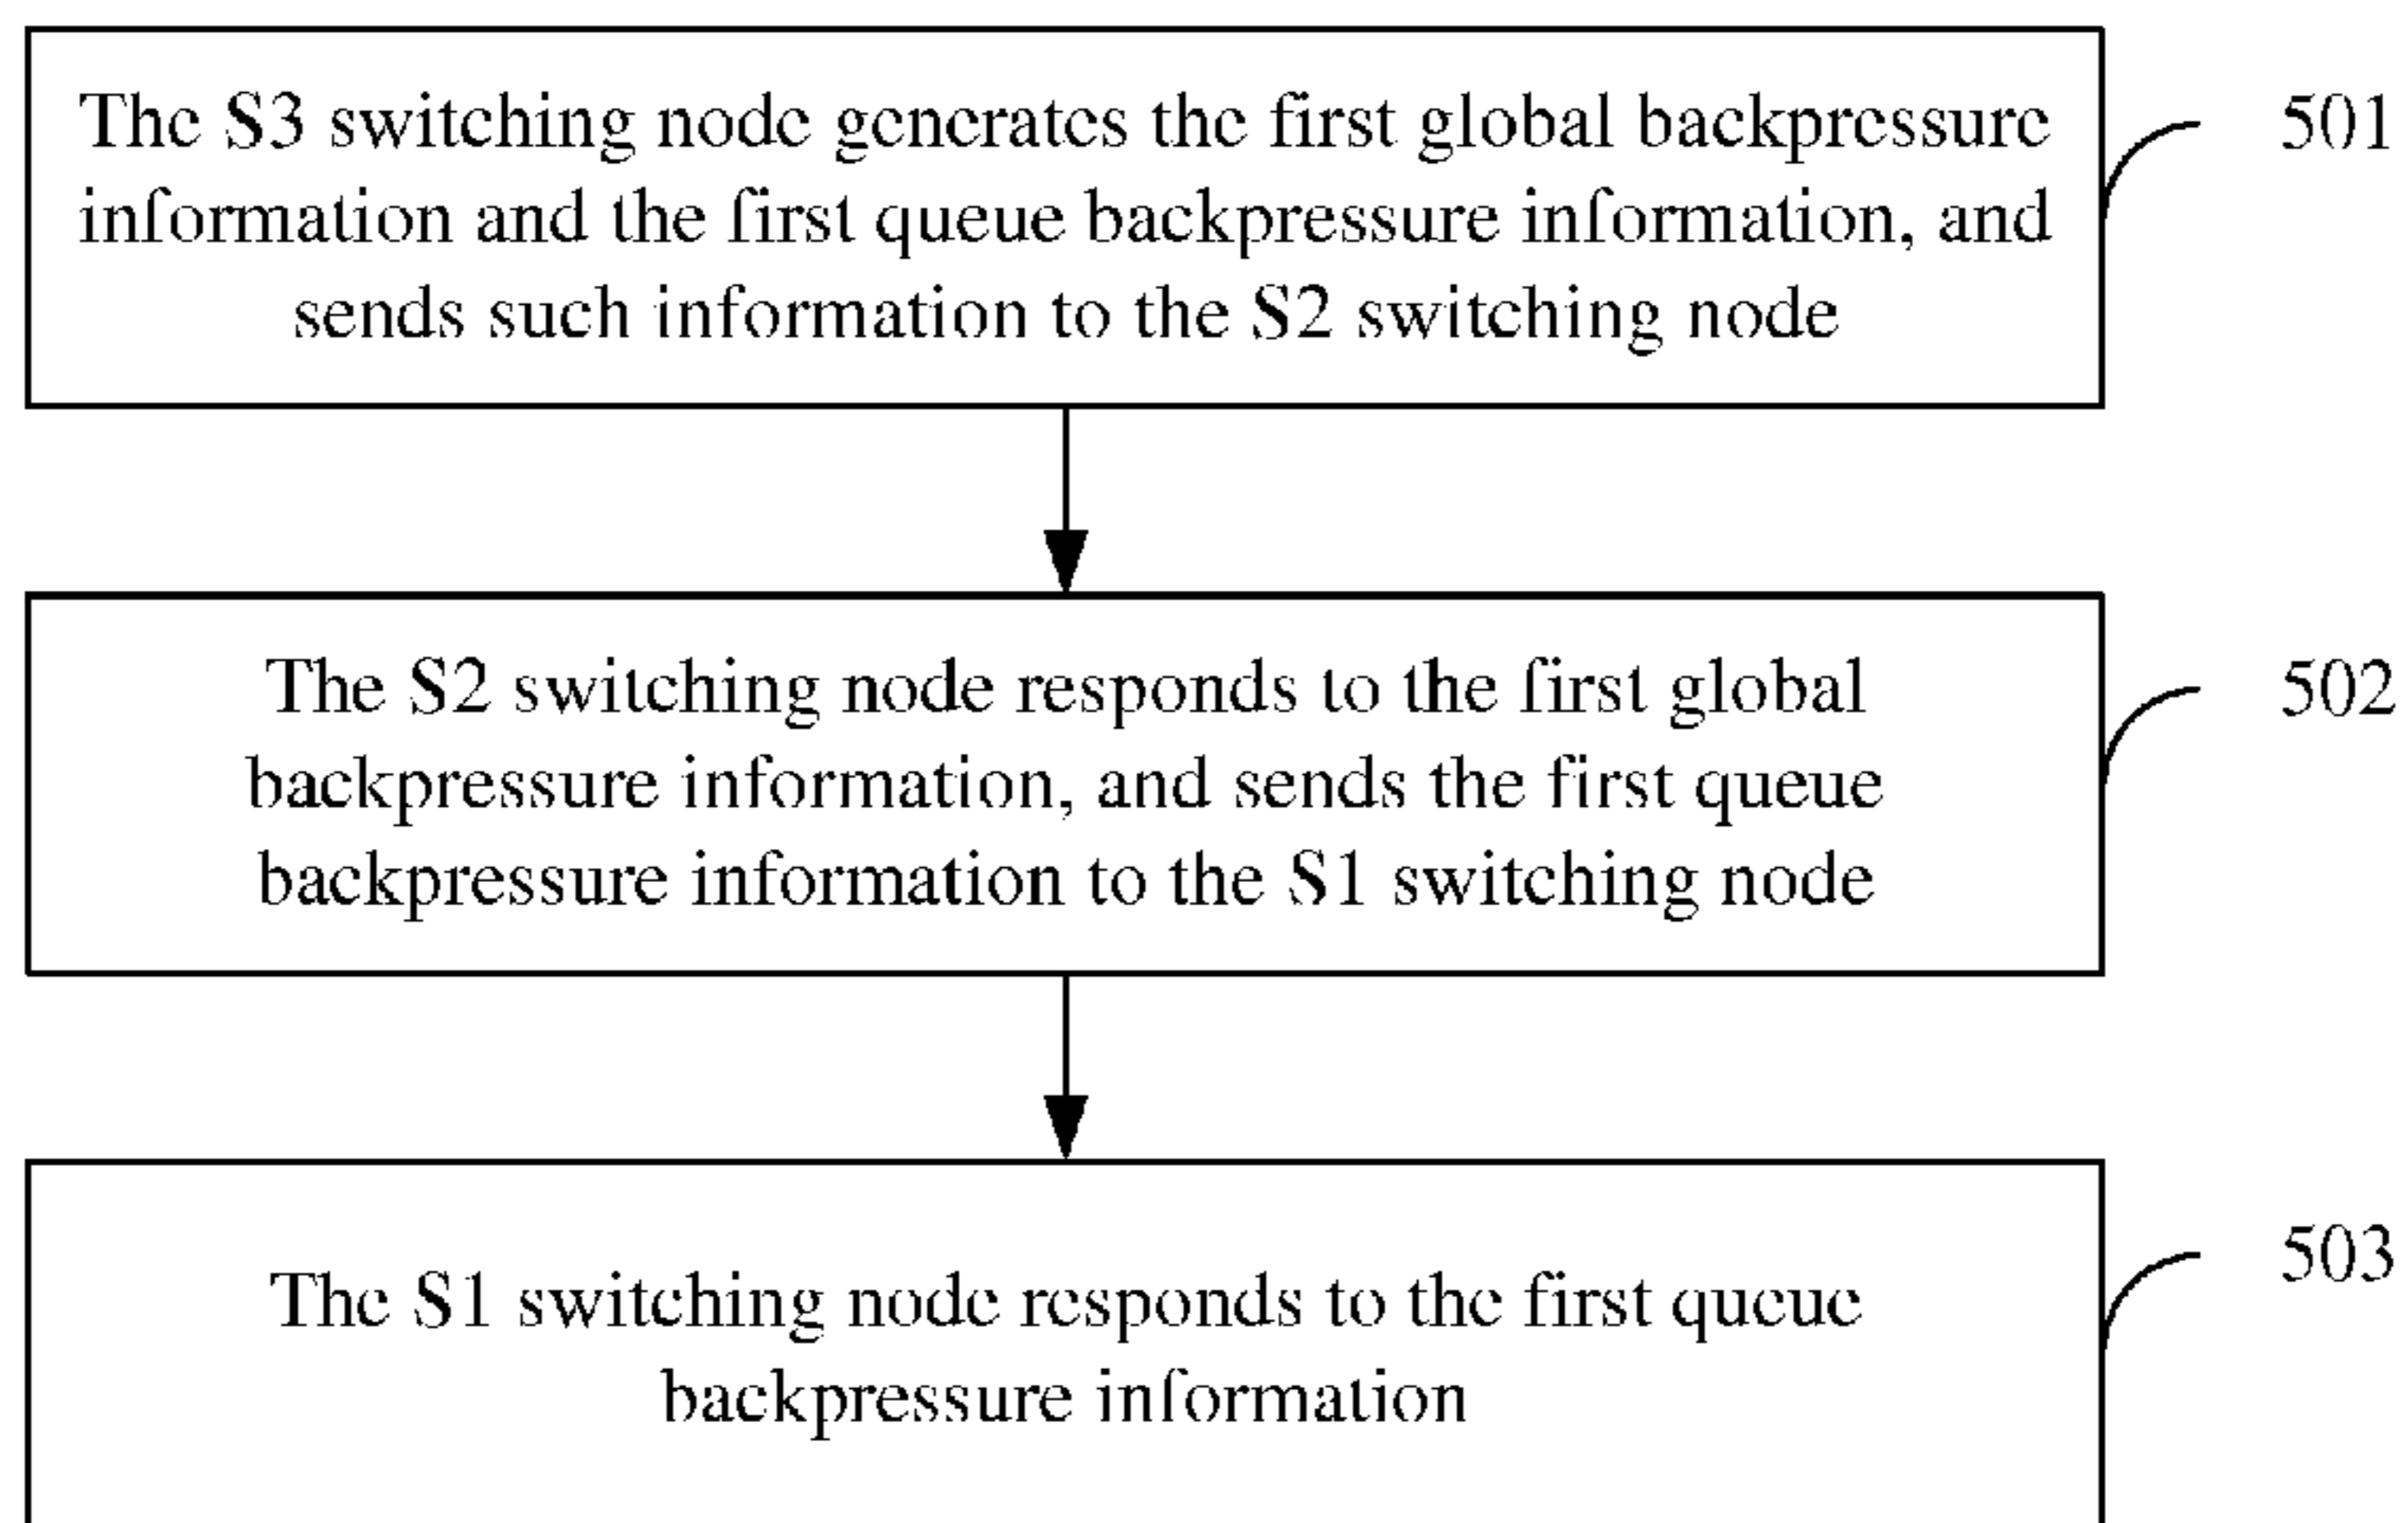 The S3 switching node generates the first global backpressure
information and the first queue backpressure information, and
sends such information to the S2 switching node
501
The S2 switching node responds to the first global
backpressure information, and sends the first queue
backpressure information to the S1 switching node
502
The S1 switching node responds to the first queue
backpressure information
503